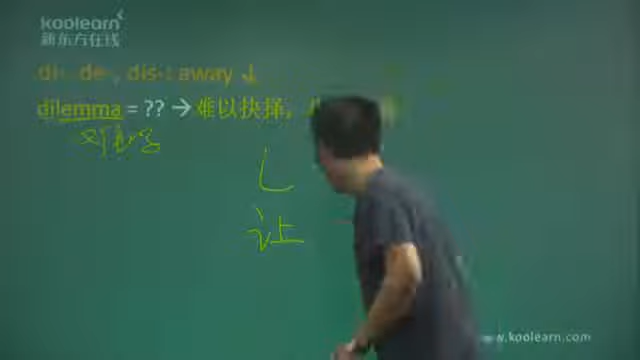 koolearn
新东方在线
di-, de-, dis-: away ↓
dilemma = ?? → 难以抉择,
L
让
www.koolearn.com